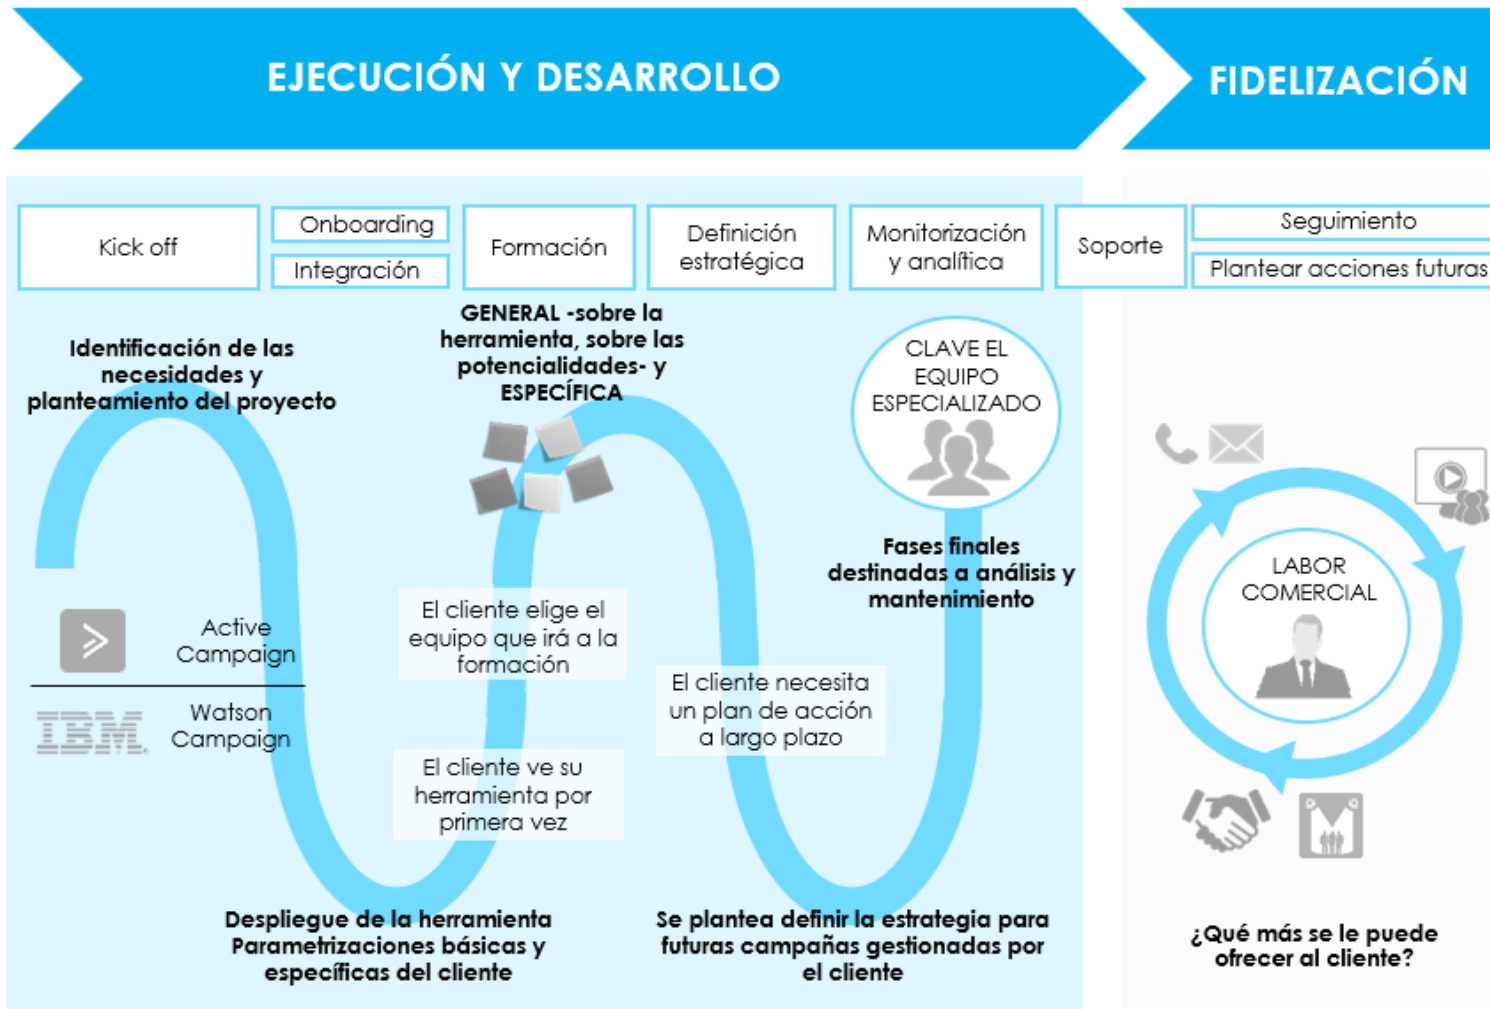 EJECUCIÓN Y DESARROLLO
FIDELIZACIÓN
Kick off
Onboarding
Integración
Formación
Definición
estratégica
Monitorización
y analítica
Soporte
Seguimiento
Plantear acciones futuras
Identificación de las
necesidades y
planteamiento del proyecto
GENERAL -sobre la
herramienta, sobre las
potencialidades- y
ESPECÍFICA
CLAVE EL
EQUIPO
ESPECIALIZADO
Fases finales
destinadas a análisis y
mantenimiento
Active
Campaign
IBM
Watson
Campaign
El cliente elige el
equipo que irá a la
formación
El cliente ve su
herramienta por
primera vez
El cliente necesita
un plan de acción
a largo plazo
LABOR
COMERCIAL
Despliegue de la herramienta
Parametrizaciones básicas y
específicas del cliente
Se plantea definir la estrategia para
futuras campañas gestionadas por
el cliente
¿Qué más se le puede
ofrecer al cliente?